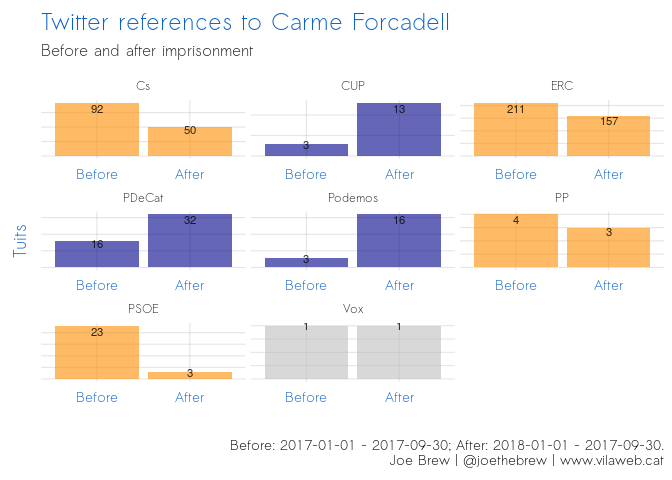 Twitter references to Carme Forcadell
Before and after imprisonment
Cs
CUP
ERC
92
50
3
13
211
157
Before
After
Before
After
Before
After
PDeCat
Podemos
PP
16
32
3
16
4
3
Before
After
Before
After
Before
After
PSOE
Vox
23
3
1
1
Before
After
Before
After
Tuits
Before: 2017-01-01 - 2017-09-30; After: 2018-01-01 - 2017-09-30.
Joe Brew | @joethebrew | www.vilaweb.cat